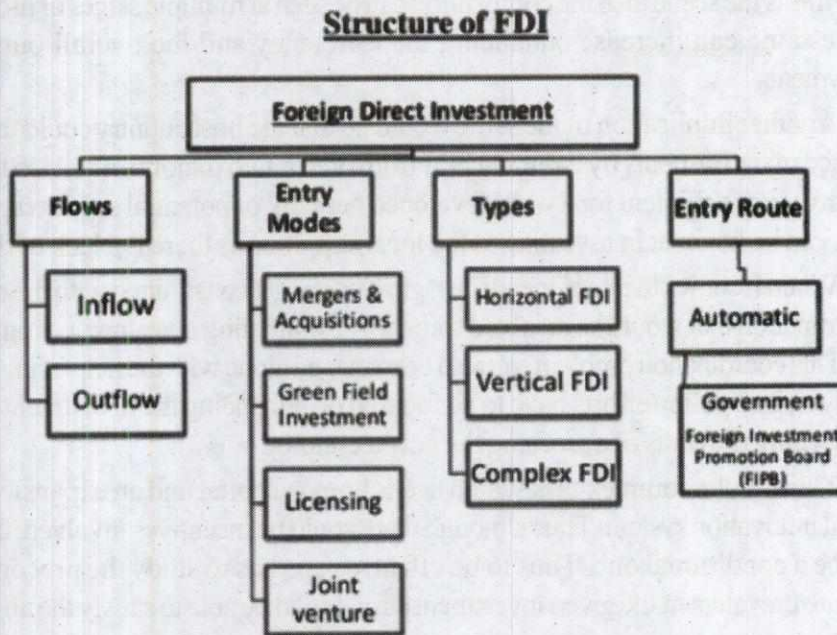 Structure of FDI
Foreign Direct Investment
Flows
Inflow
Outflow
Entry
Modes
Mergers &
Acquisitions
Green Field
Investment
Licensing
Joint
venture
Types
Horizontal FDI
Vertical FDI
Complex FDI
Entry Route
Automatic
Government
Foreign Investment
Promotion Board
(FIPB)